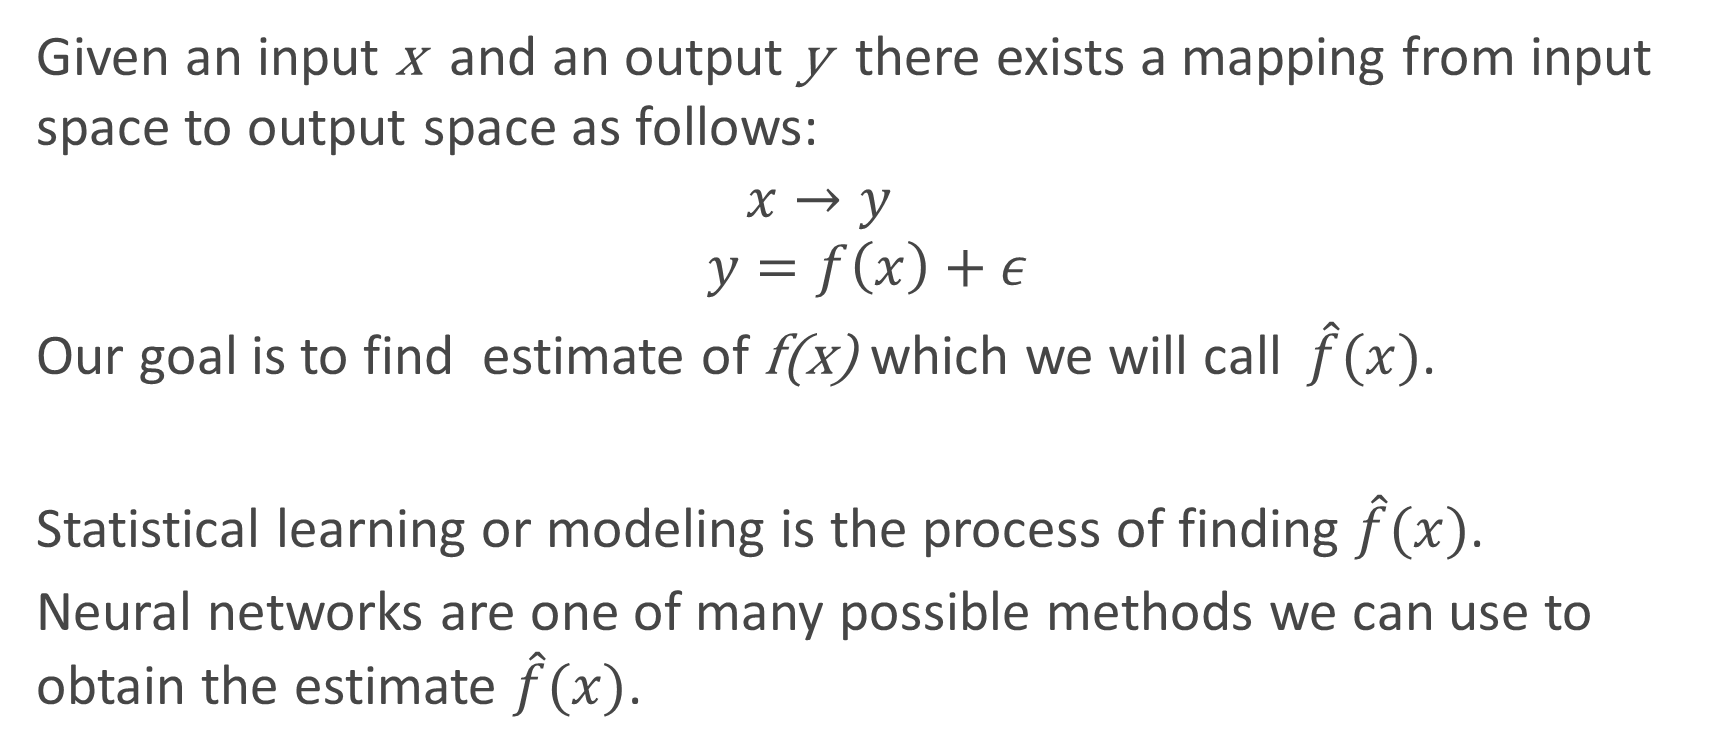 Given an input x and an output y there exists a mapping from input
space to output space as follows:
x → y
y = f(x) + ϵ
Our goal is to find estimate of f(x) which we will call f̂(x).
Statistical learning or modeling is the process of finding f̂(x).
Neural networks are one of many possible methods we can use to
obtain the estimate f̂(x).